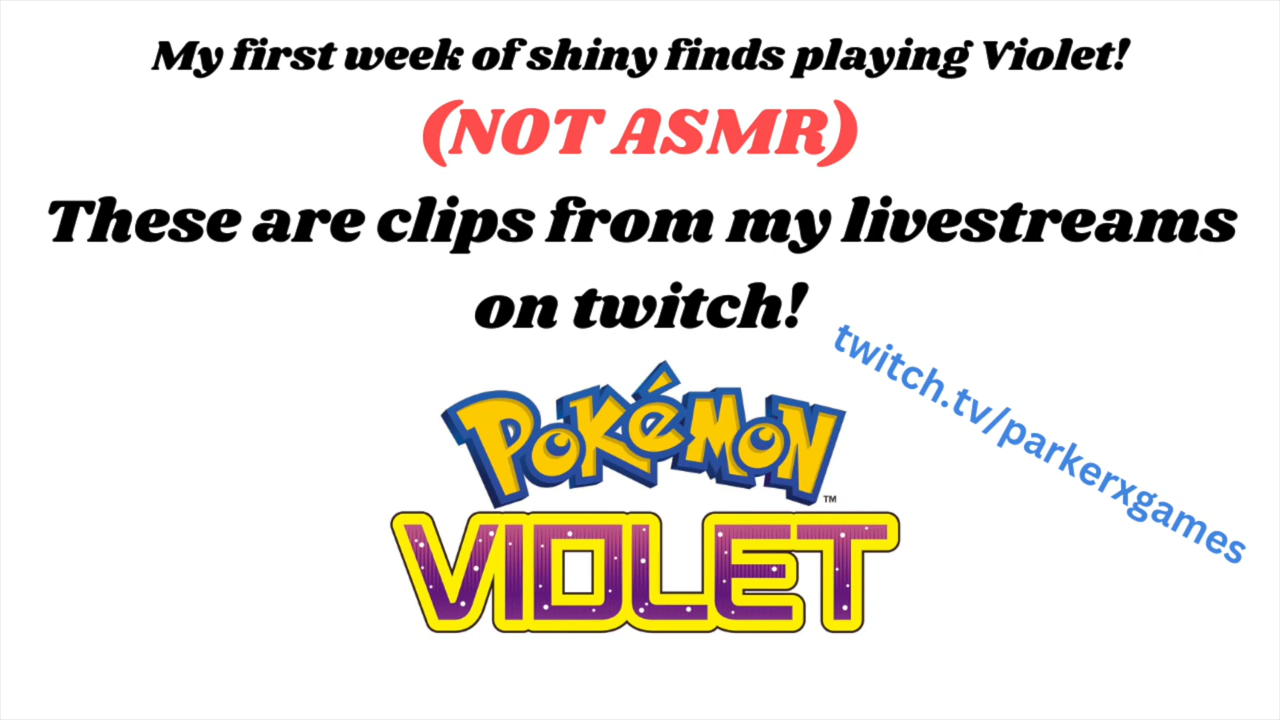 My first week of shiny finds playing Violet!
(NOT ASMR)
These are clips from my livestreams
on twitch!
twitch.tv/parkerxgames
POKéMON
TM
VIOLET